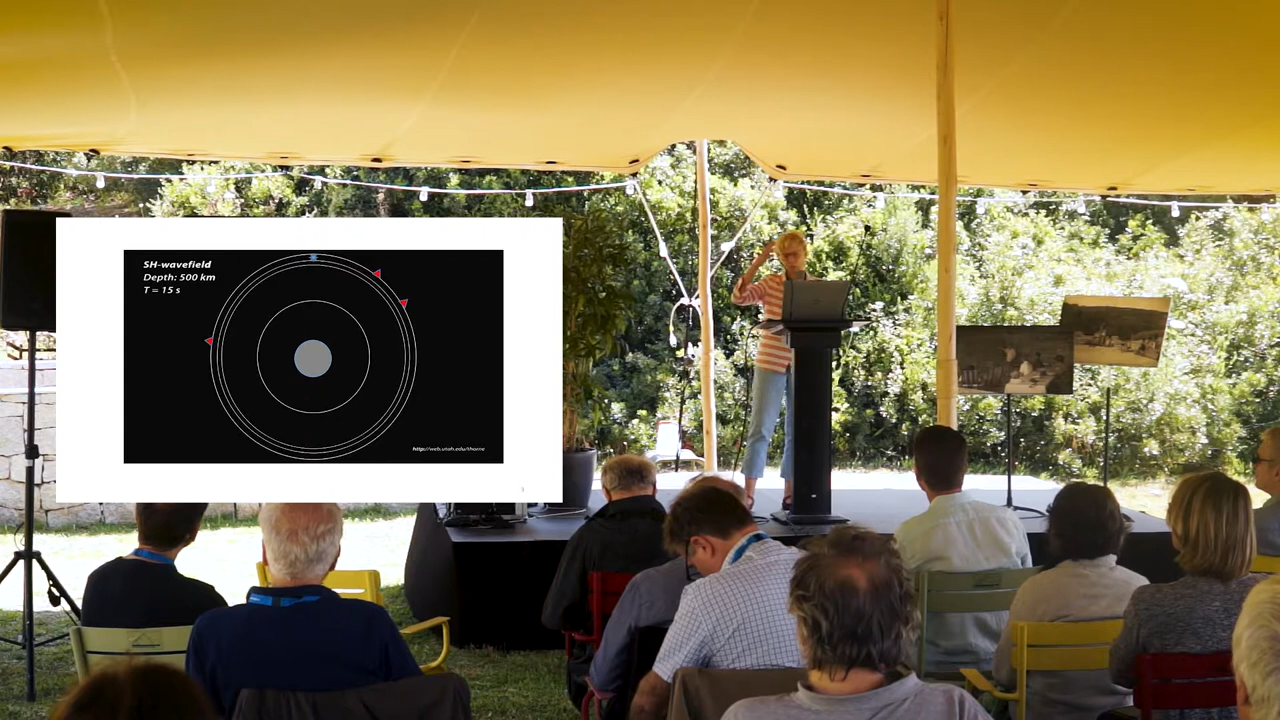 SH-wavefield
Depth: 500 km
T = 15 s
http://web.utah.edu/thorne